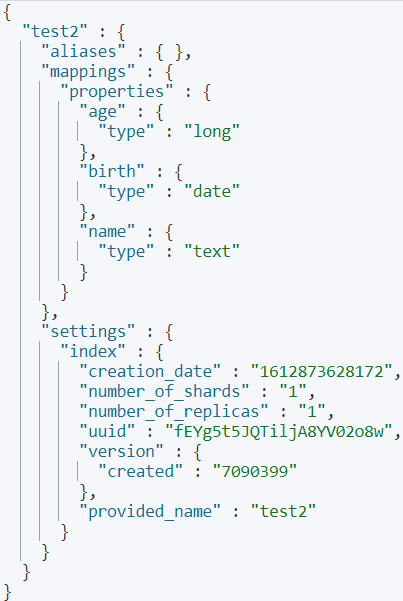 {
  "test2" : {
    "aliases" : { },
    "mappings" : {
      "properties" : {
        "age" : {
          "type" : "long"
        },
        "birth" : {
          "type" : "date"
        },
        "name" : {
          "type" : "text"
        }
      }
    },
    "settings" : {
      "index" : {
        "creation_date" : "1612873628172",
        "number_of_shards" : "1",
        "number_of_replicas" : "1",
        "uuid" : "fEYg5t5JQTiljA8YV02o8w",
        "version" : {
          "created" : "7090399"
        },
        "provided_name" : "test2"
      }
    }
  }
}